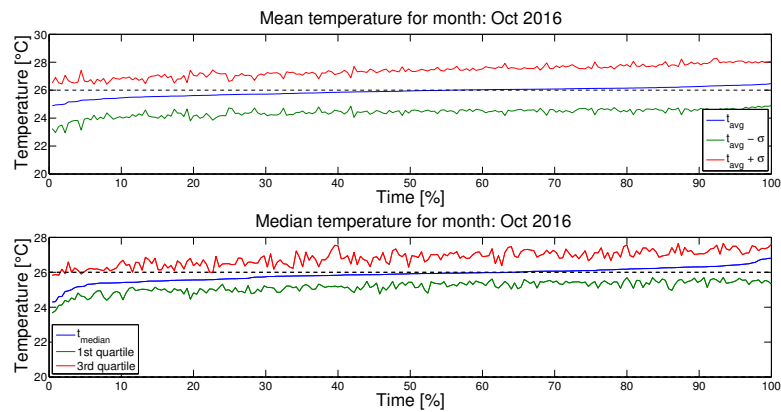 Mean temperature for month: Oct 2016
Temperature [°C]
30
28
26
24
22
20
0 10 20 30 40 50 60 70 80 90 100
Time [%]
t_avg
t_avg − σ
t_avg + σ
Median temperature for month: Oct 2016
Temperature [°C]
28
26
24
22
20
0 10 20 30 40 50 60 70 80 90 100
Time [%]
t_median
1st quartile
3rd quartile